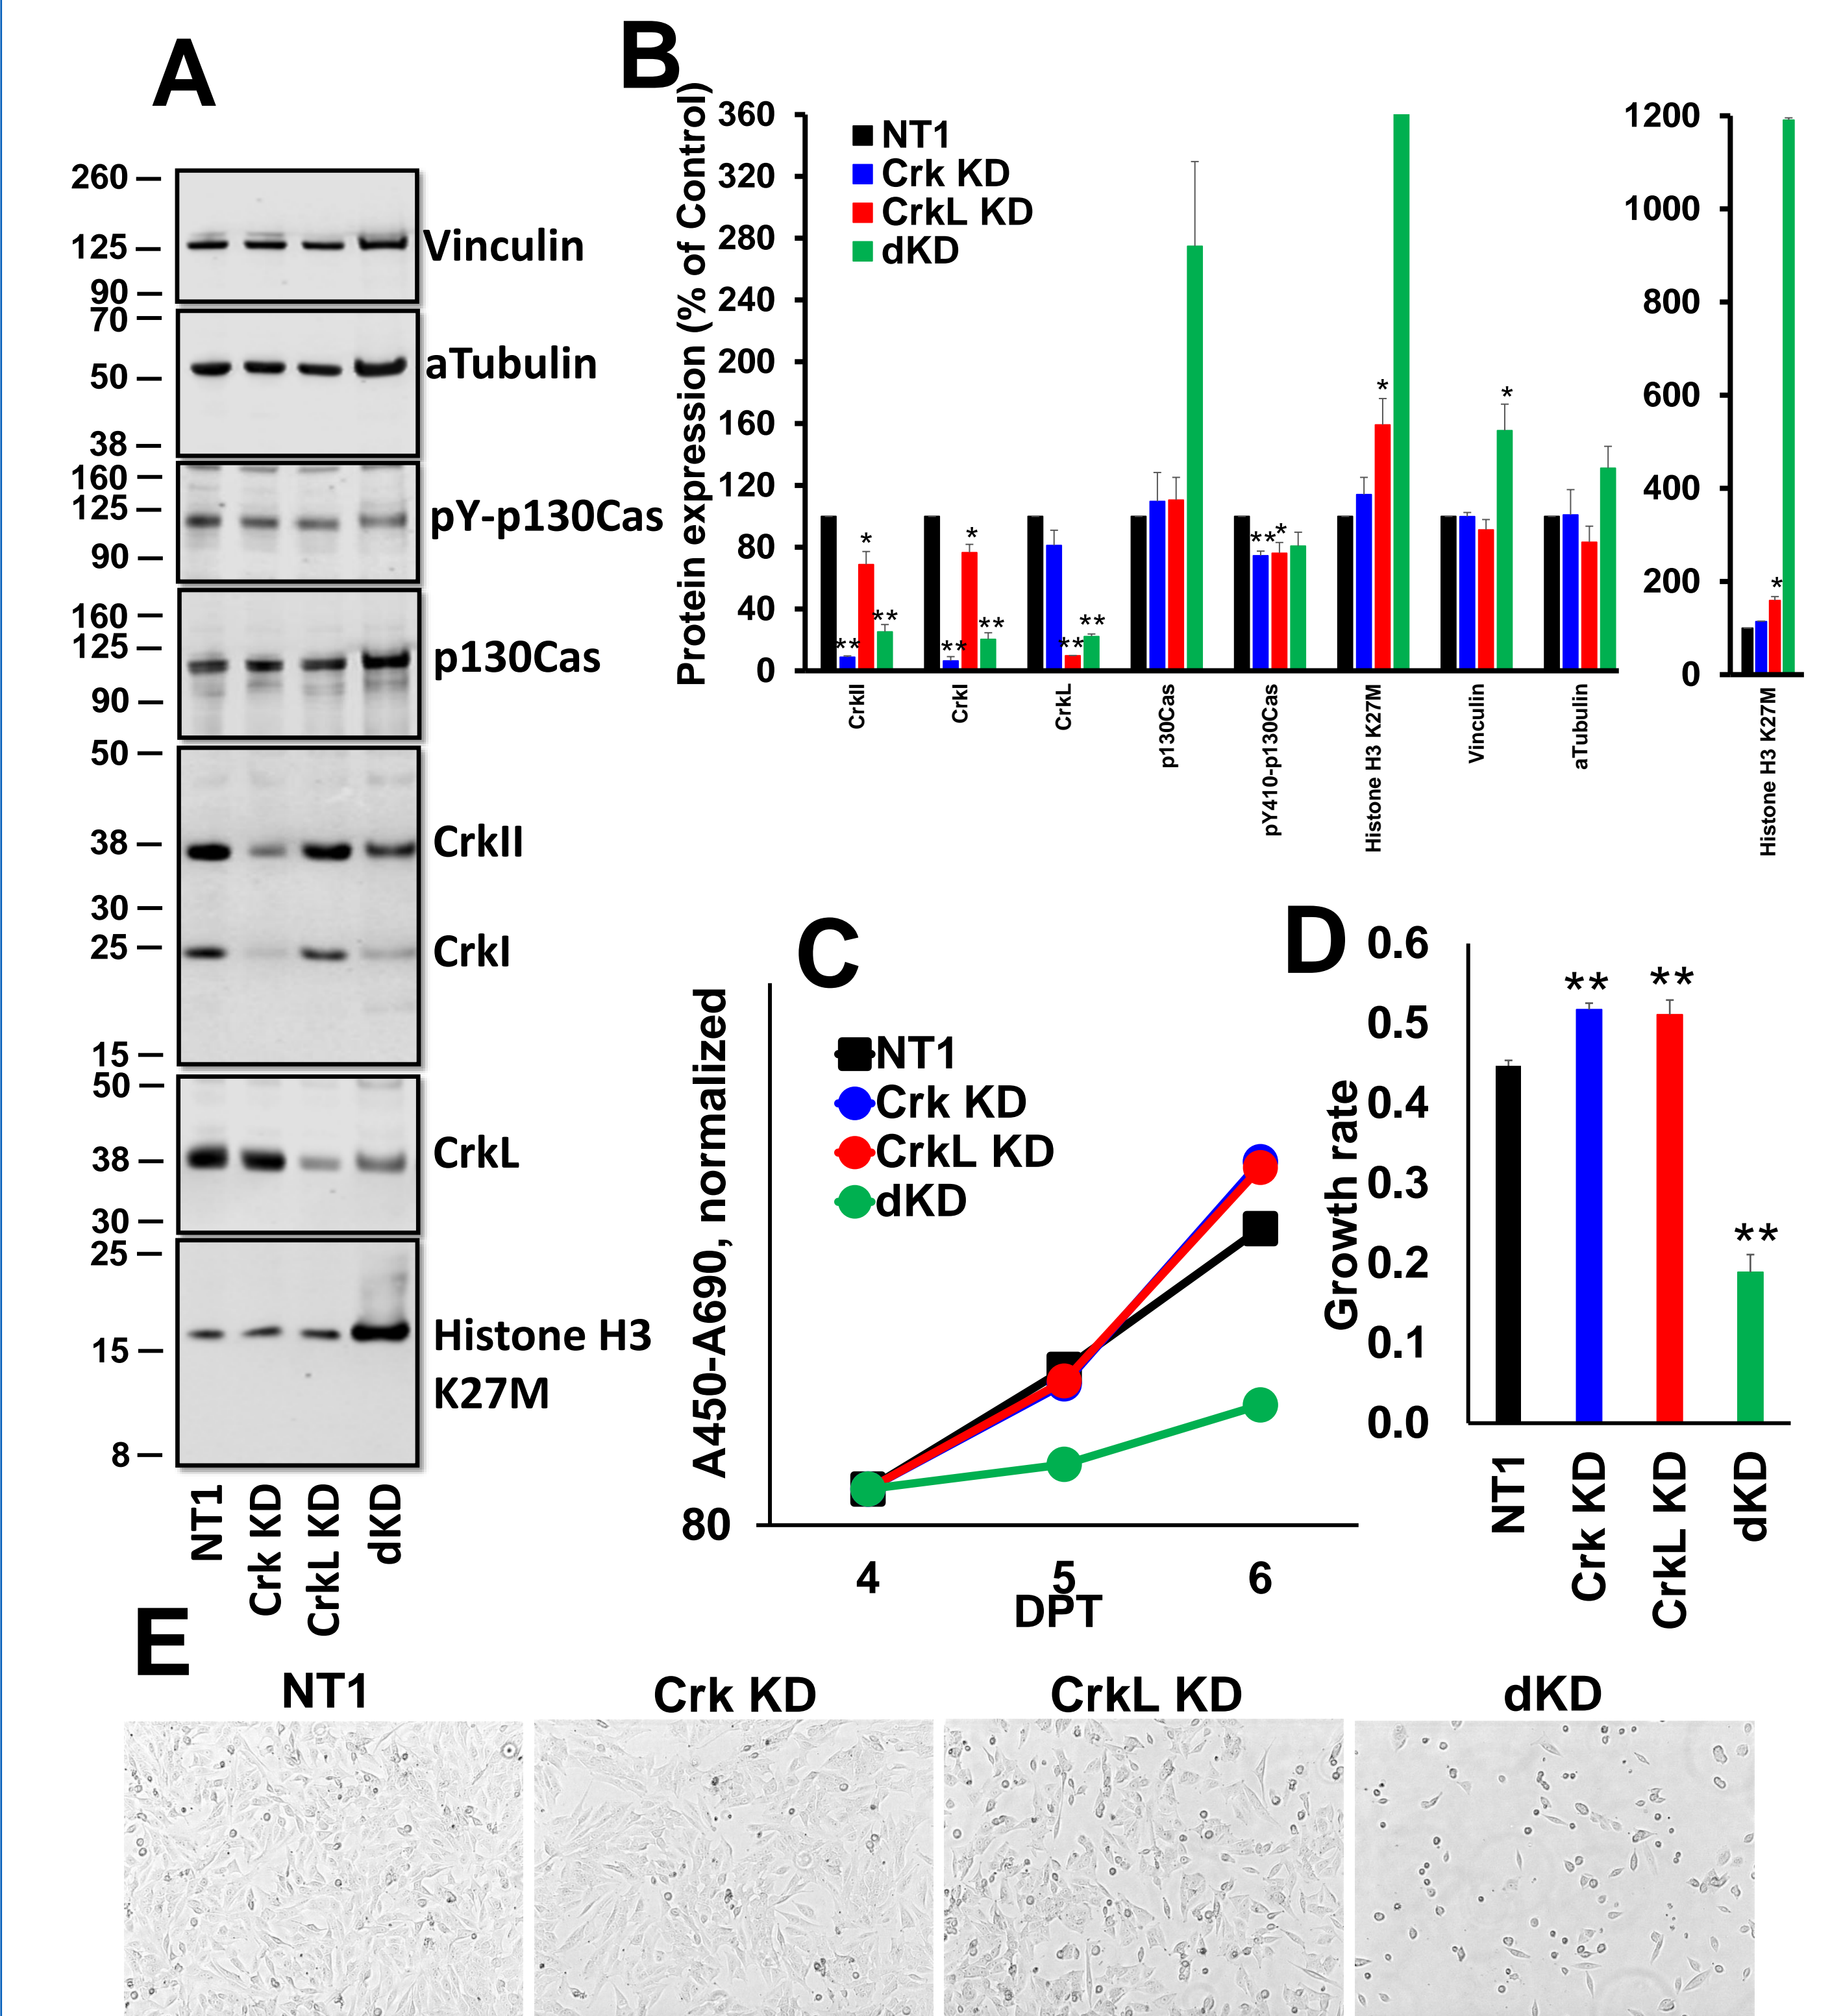 A
260
125
90
Vinculin
70
50
38
aTubulin
160
125
90
pY-p130Cas
160
125
90
p130Cas
50
38
30
25
15
CrkII
CrkI
50
38
30
CrkL
25
15
8
Histone H3
K27M
NT1
Crk KD
CrkL KD
dKD
B
Protein expression (% of Control)
360
320
280
240
200
160
120
80
40
0
NT1
Crk KD
CrkL KD
dKD
**
*
**
**
*
**
**
**
**
*
*
*
CrkII
CrkI
CrkL
p130Cas
pY410-p130Cas
Histone H3 K27M
Vinculin
aTubulin
1200
1000
800
600
400
200
0
*
Histone H3 K27M
C
A450-A690, normalized
NT1
Crk KD
CrkL KD
dKD
80
4
5
6
DPT
D
Growth rate
0.6
0.5
0.4
0.3
0.2
0.1
0.0
**
**
**
NT1
Crk KD
CrkL KD
dKD
E
NT1
Crk KD
CrkL KD
dKD